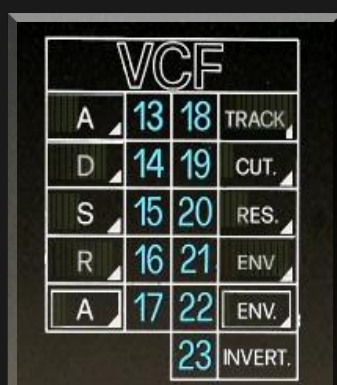 VCF
A 13 18 TRACK
D 14 19 CUT.
S 15 20 RES.
R 16 21 ENV
A 17 22 ENV.
23 INVERT.